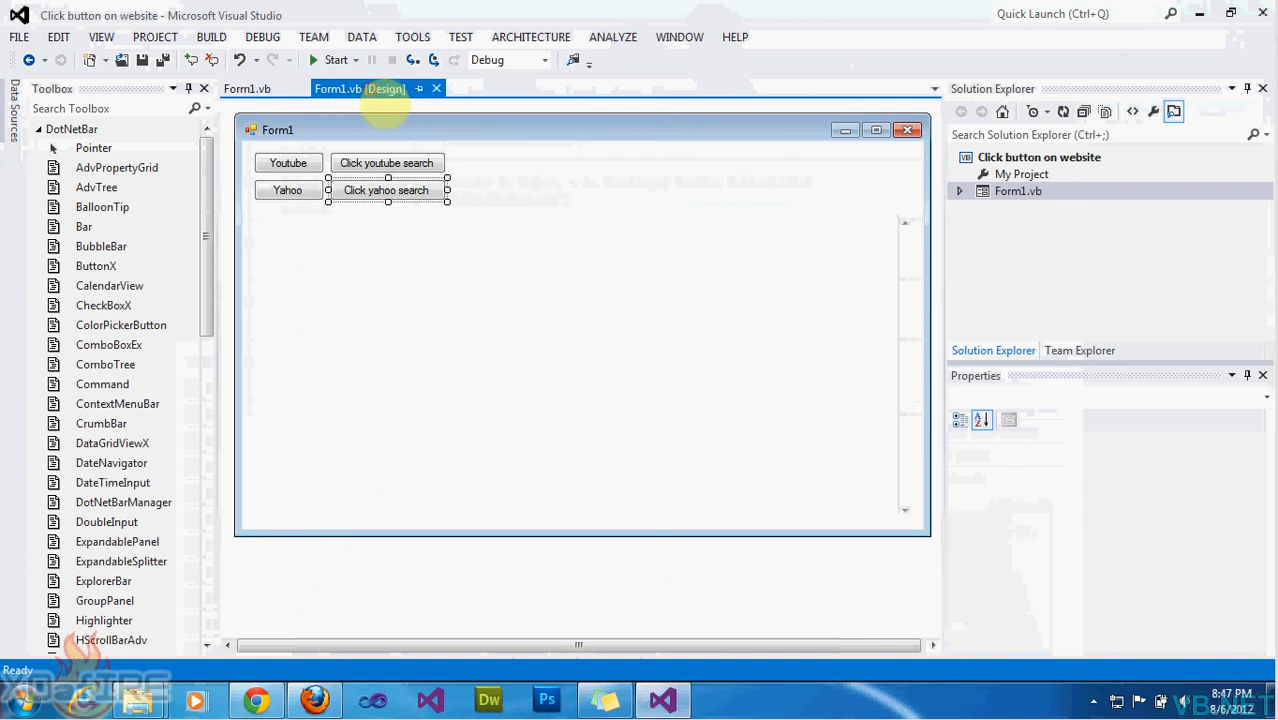 Click button on website - Microsoft Visual Studio
Quick Launch (Ctrl+Q)
FILE EDIT VIEW PROJECT BUILD DEBUG TEAM DATA TOOLS TEST ARCHITECTURE ANALYZE WINDOW HELP
Start Debug
Data Sources
Toolbox
Search Toolbox
DotNetBar
Pointer
AdvPropertyGrid
AdvTree
BalloonTip
Bar
BubbleBar
ButtonX
CalendarView
CheckBoxX
ColorPickerButton
ComboBoxEx
ComboTree
Command
ContextMenuBar
CrumbBar
DataGridViewX
DateNavigator
DateTimeInput
DotNetBarManager
DoubleInput
ExpandablePanel
ExpandableSplitter
ExplorerBar
GroupPanel
Highlighter
HScrollBarAdv
Form1.vb Form1.vb [Design]
Form1
Youtube Click youtube search
Yahoo Click yahoo search
Solution Explorer
Search Solution Explorer (Ctrl+;)
Click button on website
My Project
Form1.vb
Solution Explorer Team Explorer
Properties
Ready
Dw Ps
8:47 PM
8/6/2012